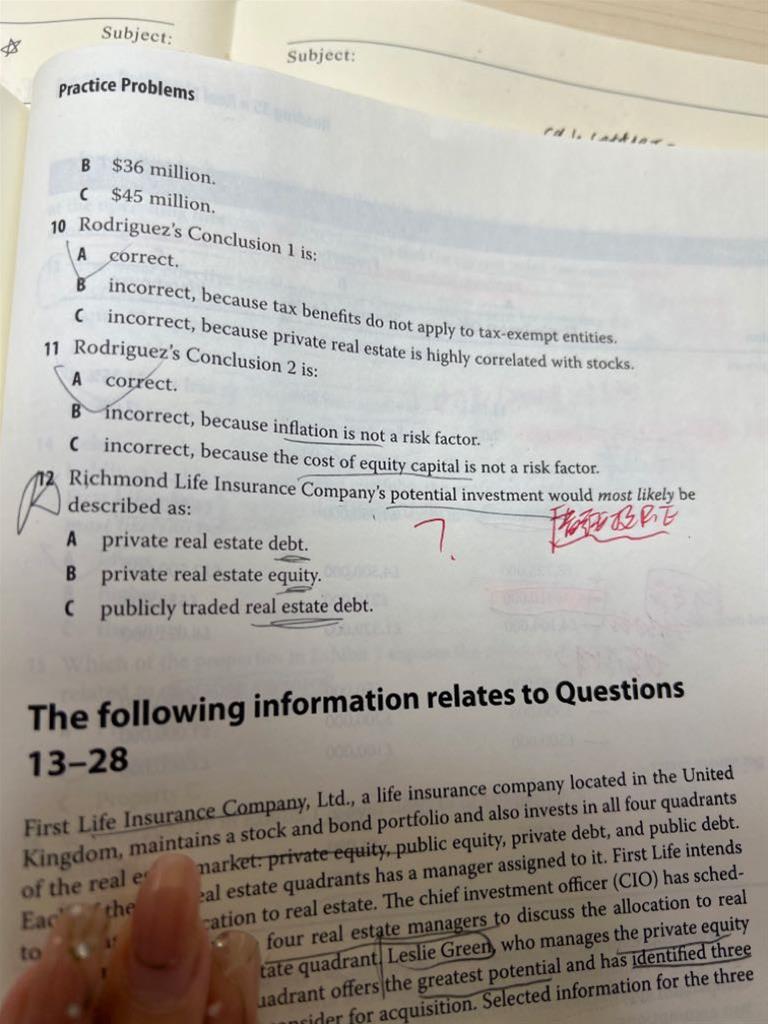 Subject:
Subject:
Practice Problems
B $36 million.
C $45 million.
10 Rodriguez's Conclusion 1 is:
A correct.
B incorrect, because tax benefits do not apply to tax-exempt entities.
C incorrect, because private real estate is highly correlated with stocks.
11 Rodriguez's Conclusion 2 is:
A correct.
B incorrect, because inflation is not a risk factor.
C incorrect, because the cost of equity capital is not a risk factor.
12 Richmond Life Insurance Company's potential investment would most likely be
described as:
A private real estate debt.
B private real estate equity.
C publicly traded real estate debt.
The following information relates to Questions
13–28
First Life Insurance Company, Ltd., a life insurance company located in the United
Kingdom, maintains a stock and bond portfolio and also invests in all four quadrants
of the real market: private equity, public equity, private debt, and public debt.
the real estate quadrants has a manager assigned to it. First Life intends
to to real estate. The chief investment officer (CIO) has sched-
four real estate managers to discuss the allocation to real
quadrant. Leslie Green, who manages the private equity
offers the greatest potential and has identified three
for acquisition. Selected information for the three